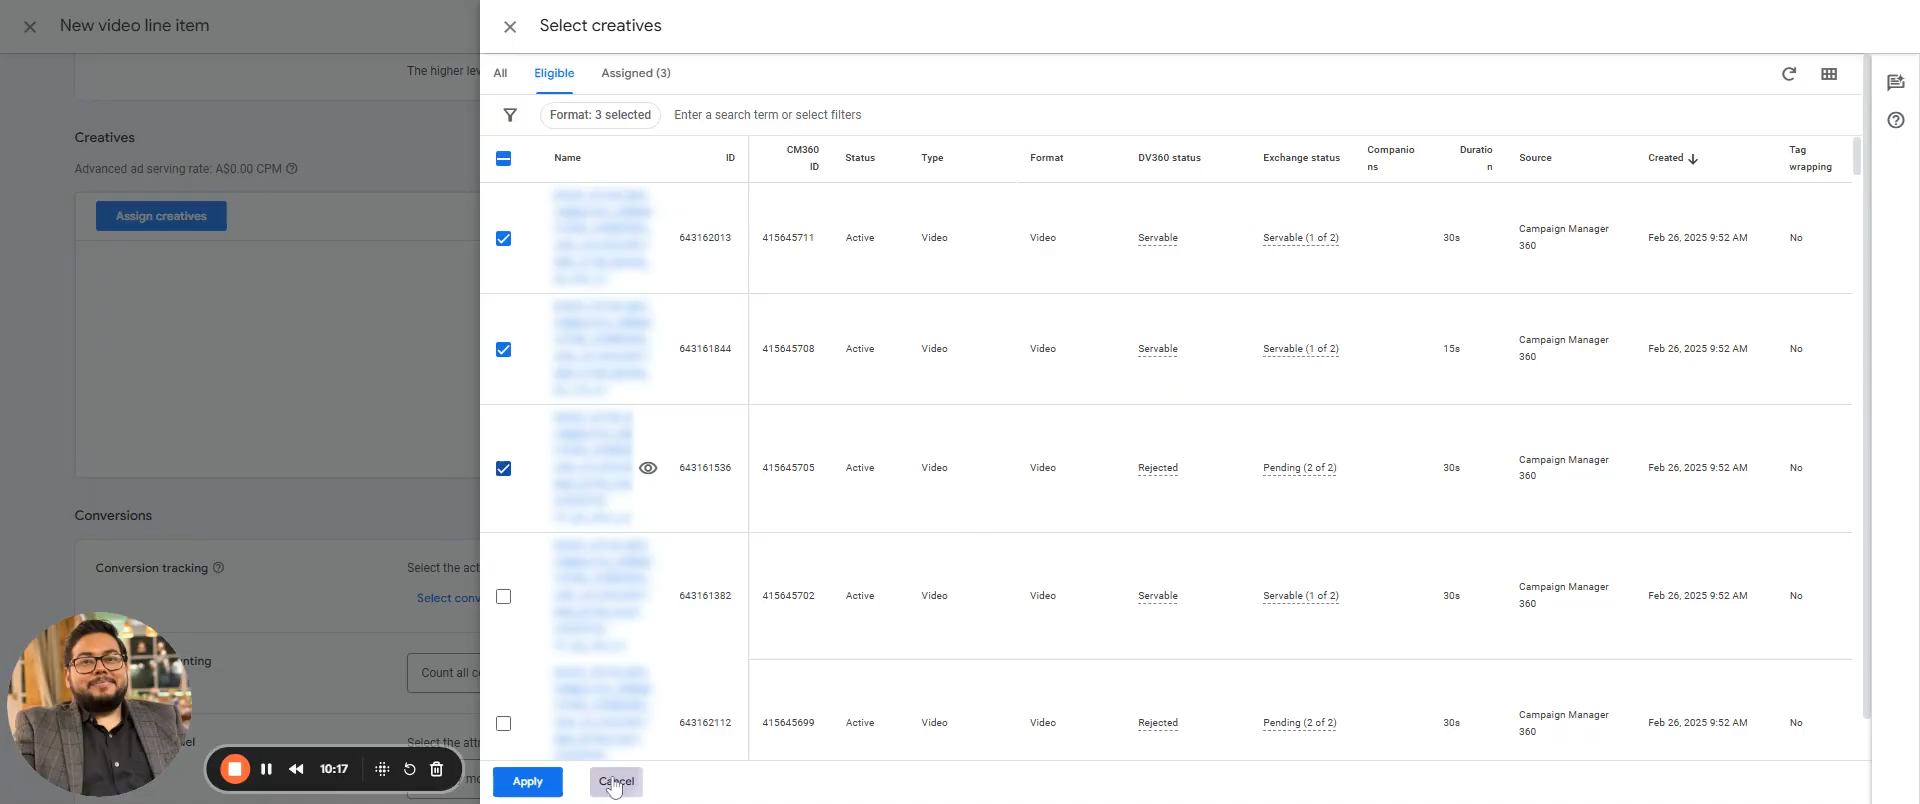 New video line item
Select creatives
The higher lev
Creatives
Advanced ad serving rate: A$0.00 CPM
Assign creatives
Conversions
Conversion tracking
Select the act
Select conv
nting
Count all co
el
Select the attr
mo
10:17
All
Eligible
Assigned (3)
Format: 3 selected
Enter a search term or select filters
Name
ID
CM360
ID
Status
Type
Format
DV360 status
Exchange status
Companio
ns
Duratio
n
Source
Created
Tag
wrapping
643162013
415645711
Active
Video
Video
Servable
Servable (1 of 2)
30s
Campaign Manager
360
Feb 26, 2025 9:52 AM
No
643161844
415645708
Active
Video
Video
Servable
Servable (1 of 2)
15s
Campaign Manager
360
Feb 26, 2025 9:52 AM
No
643161536
415645705
Active
Video
Video
Rejected
Pending (2 of 2)
30s
Campaign Manager
360
Feb 26, 2025 9:52 AM
No
643161382
415645702
Active
Video
Video
Servable
Servable (1 of 2)
30s
Campaign Manager
360
Feb 26, 2025 9:52 AM
No
643162112
415645699
Active
Video
Video
Rejected
Pending (2 of 2)
30s
Campaign Manager
360
Feb 26, 2025 9:52 AM
No
Apply
Cancel